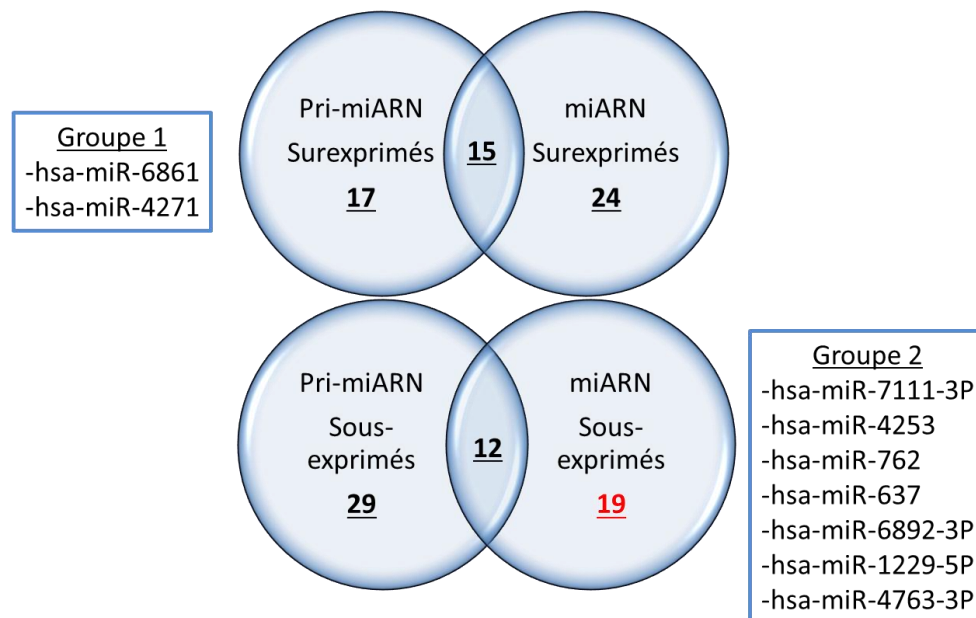 Groupe 1
-hsa-miR-6861
-hsa-miR-4271
Pri-miARN
Surexprimés
17
15
miARN
Surexprimés
24
Pri-miARN
Sous-
exprimés
29
12
miARN
Sous-
exprimés
19
Groupe 2
-hsa-miR-7111-3P
-hsa-miR-4253
-hsa-miR-762
-hsa-miR-637
-hsa-miR-6892-3P
-hsa-miR-1229-5P
-hsa-miR-4763-3P